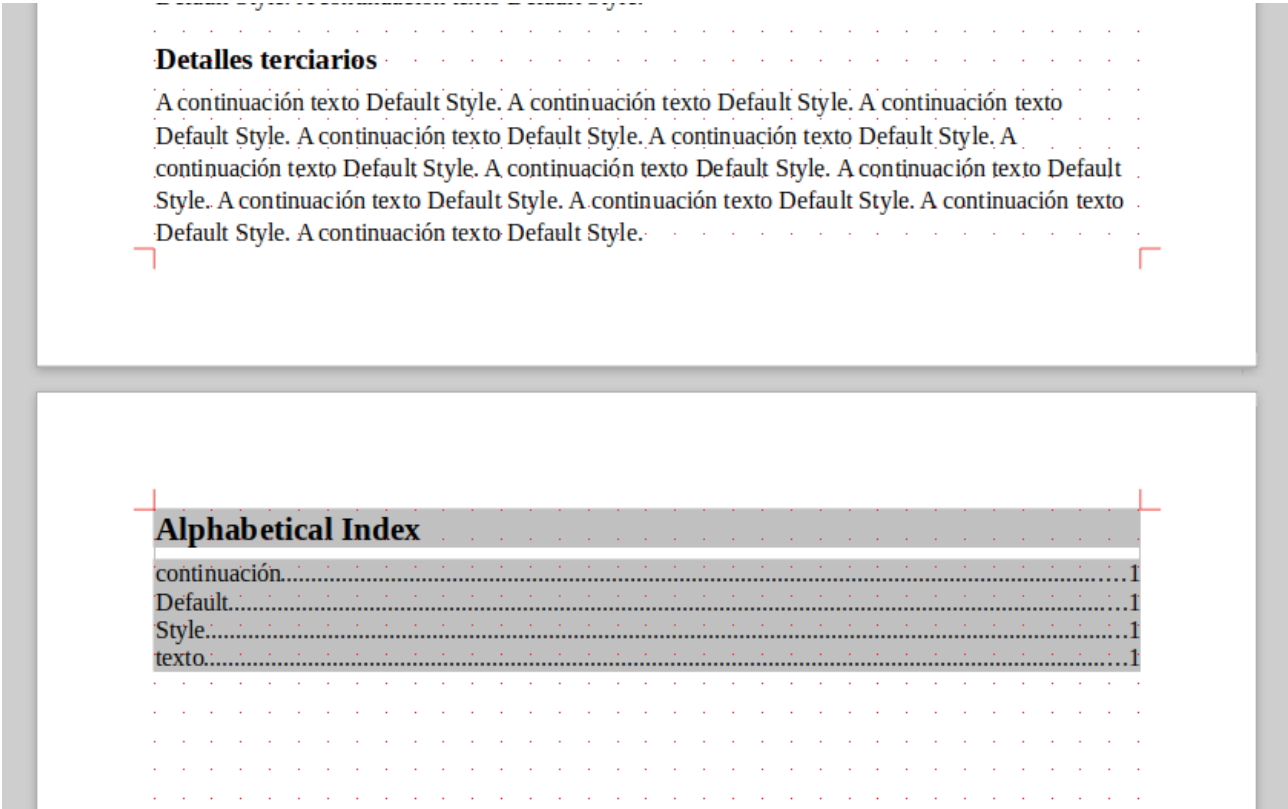 Detalles terciarios
A continuación texto Default Style. A continuación texto Default Style. A continuación texto
Default Style. A continuación texto Default Style. A continuación texto Default Style. A
continuación texto Default Style. A continuación texto Default Style. A continuación texto Default
Style. A continuación texto Default Style. A continuación texto Default Style. A continuación texto
Default Style. A continuación texto Default Style.
Alphabetical Index
continuación....................................................................................1
Default....................................................................................1
Style....................................................................................1
texto....................................................................................1